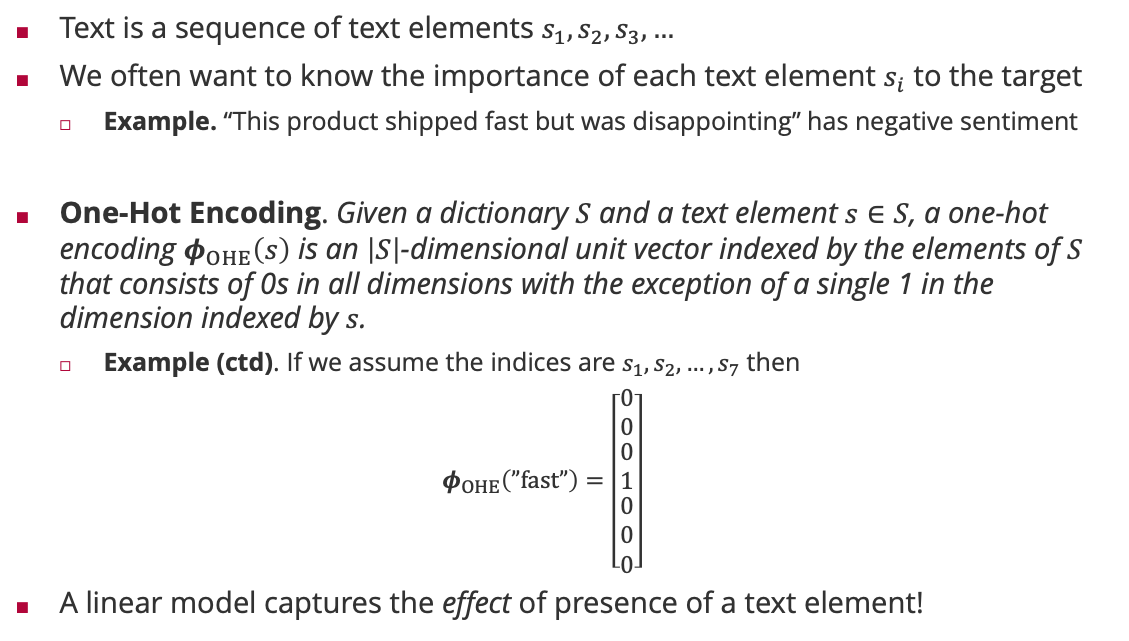 Text is a sequence of text elements s₁, s₂, s₃, ...
We often want to know the importance of each text element sᵢ to the target
Example. “This product shipped fast but was disappointing” has negative sentiment
One-Hot Encoding. Given a dictionary S and a text element s ∈ S, a one-hot
encoding ϕ_OHE(s) is an |S|-dimensional unit vector indexed by the elements of S
that consists of 0s in all dimensions with the exception of a single 1 in the
dimension indexed by s.
Example (ctd). If we assume the indices are s₁, s₂, ... , s₇ then
0
0
0
ϕ_OHE(”fast”) = 1
0
0
0
A linear model captures the effect of presence of a text element!